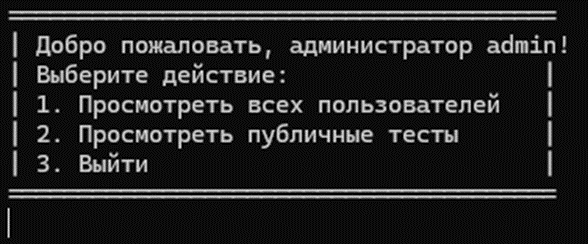 Добро пожаловать, администратор admin!
Выберите действие:
1. Просмотреть всех пользователей
2. Просмотреть публичные тесты
3. Выйти